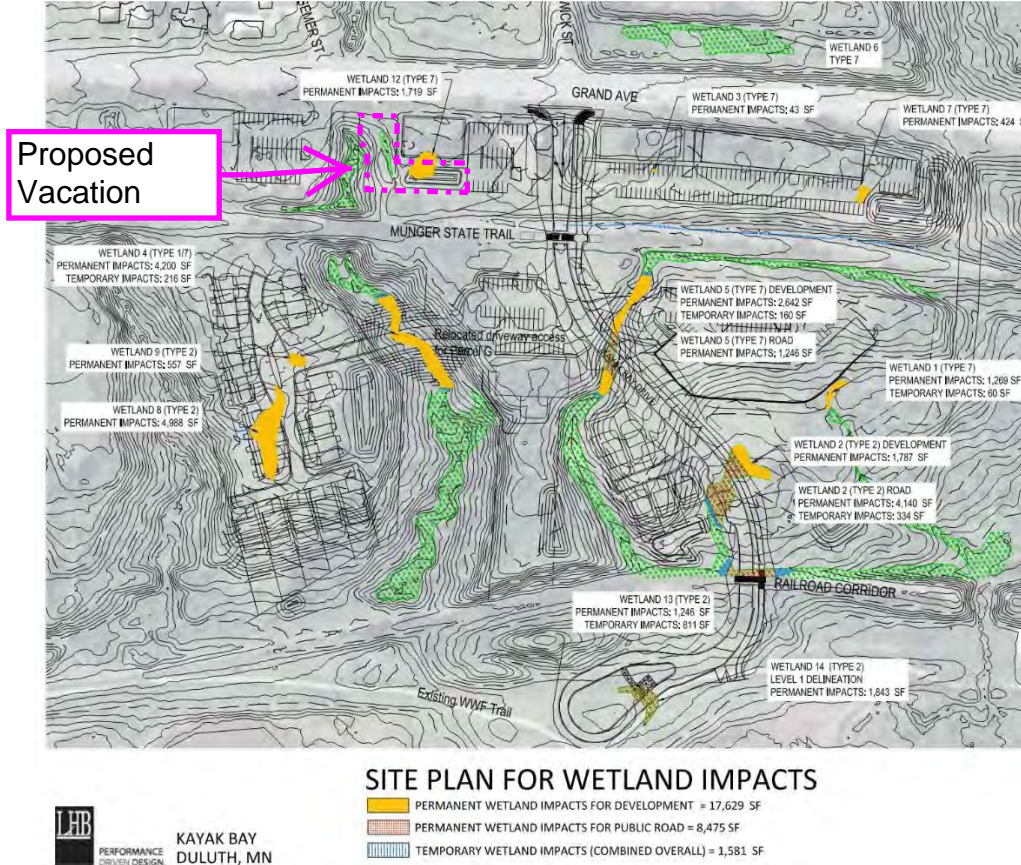 WETLAND 6
TYPE 7
WETLAND 12 (TYPE 7)
PERMANENT IMPACTS: 1,719 SF
GRAND AVE
WETLAND 3 (TYPE 7)
PERMANENT IMPACTS: 43 SF
WETLAND 7 (TYPE 7)
PERMANENT IMPACTS: 424
Proposed
Vacation
MUNGER STATE TRAIL
WETLAND 4 (TYPE 1/7)
PERMANENT IMPACTS: 4,200 SF
TEMPORARY IMPACTS: 216 SF
WETLAND 5 (TYPE 7) DEVELOPMENT
PERMANENT IMPACTS: 2,642 SF
TEMPORARY IMPACTS: 160 SF
Relocated driveway access
for Parcel G
WETLAND 5 (TYPE 7) ROAD
PERMANENT IMPACTS: 1,246 SF
WETLAND 9 (TYPE 2)
PERMANENT IMPACTS: 557 SF
WETLAND 1 (TYPE 7)
PERMANENT IMPACTS: 1,269 SF
TEMPORARY IMPACTS: 60 SF
WETLAND 8 (TYPE 2)
PERMANENT IMPACTS: 4,988 SF
WETLAND 2 (TYPE 2) DEVELOPMENT
PERMANENT IMPACTS: 1,787 SF
WETLAND 2 (TYPE 2) ROAD
PERMANENT IMPACTS: 4,140 SF
TEMPORARY IMPACTS: 334 SF
RAILROAD CORRIDOR
WETLAND 13 (TYPE 2)
PERMANENT IMPACTS: 1,246 SF
TEMPORARY IMPACTS: 811 SF
WETLAND 14 (TYPE 2)
LEVEL 1 DELINEATION
PERMANENT IMPACTS: 1,843 SF
Existing WWF Trail
SITE PLAN FOR WETLAND IMPACTS
PERMANENT WETLAND IMPACTS FOR DEVELOPMENT = 17,629 SF
PERMANENT WETLAND IMPACTS FOR PUBLIC ROAD = 8,475 SF
TEMPORARY WETLAND IMPACTS (COMBINED OVERALL) = 1,581 SF
LHB
PERFORMANCE
DRIVEN DESIGN.
KAYAK BAY
DULUTH, MN